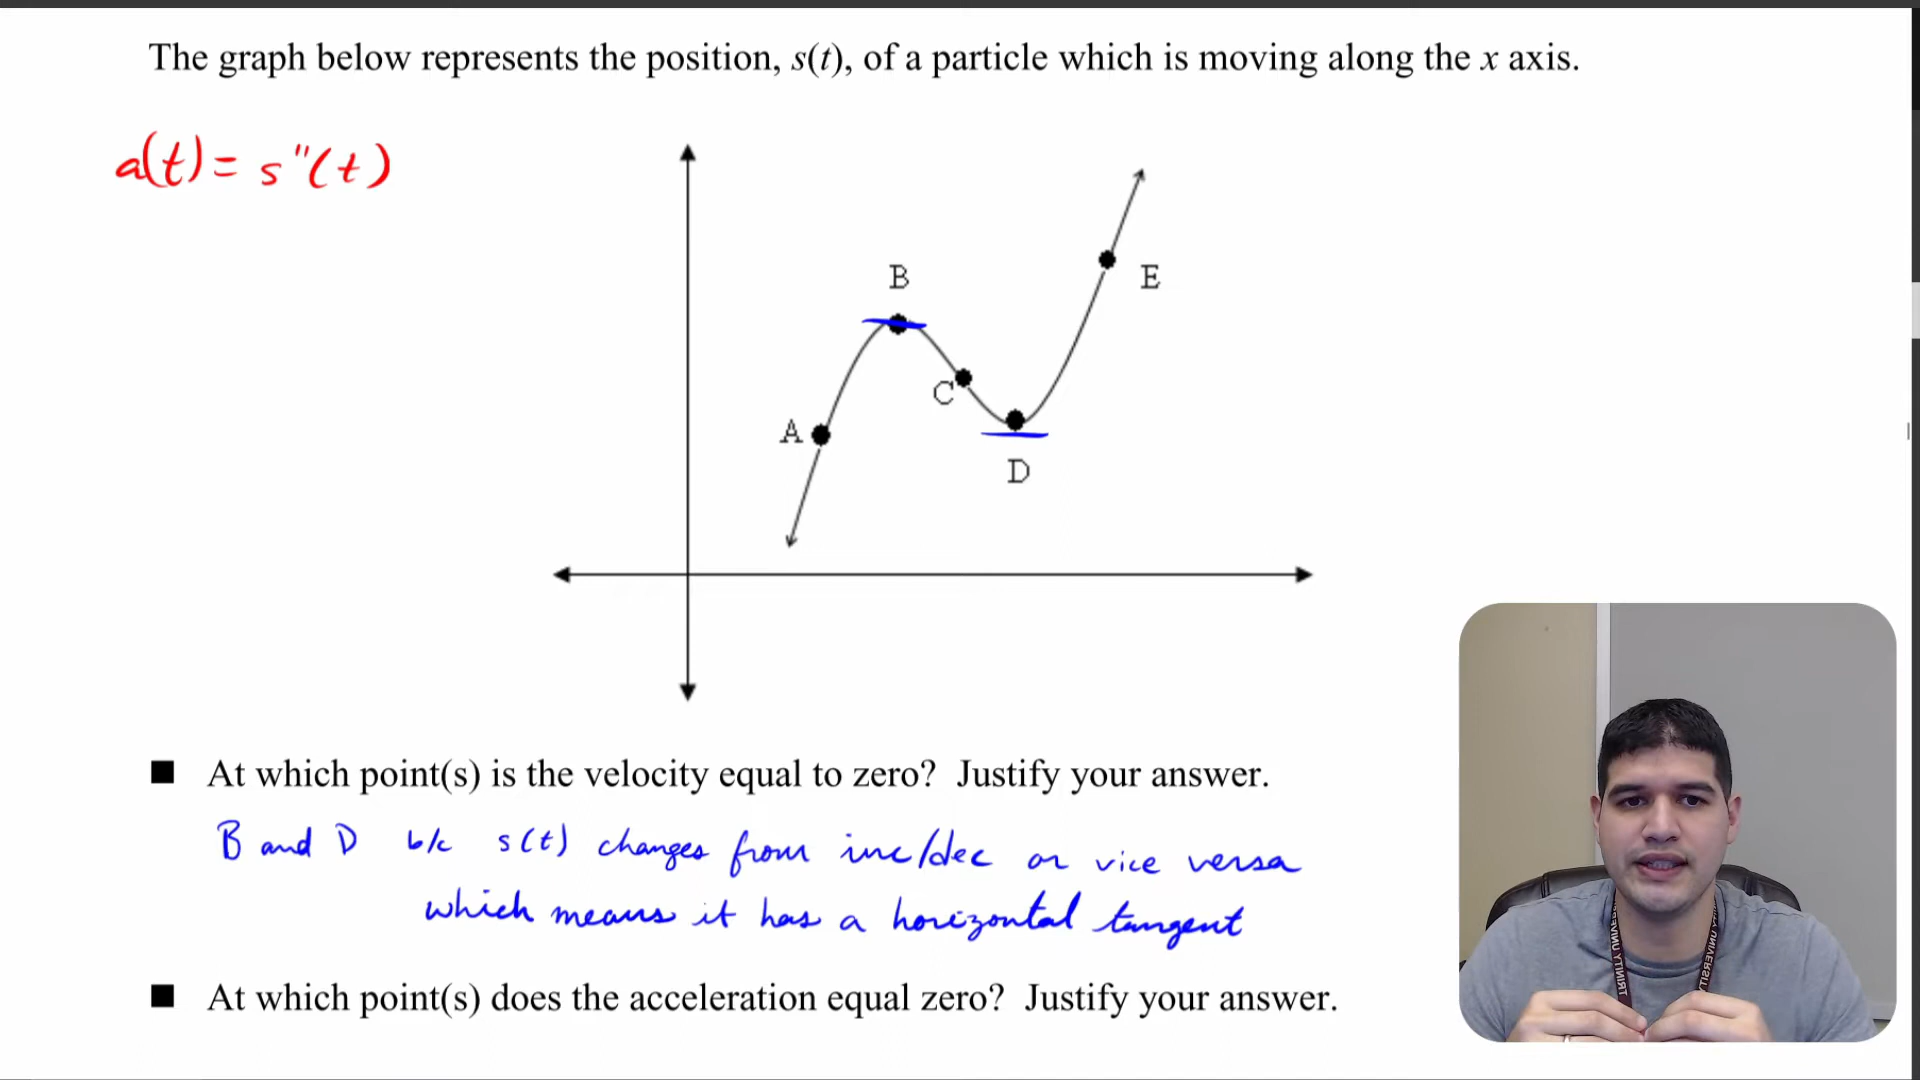 The graph below represents the position, s(t), of a particle which is moving along the x axis.
a(t) = s"(t)
B
E
C
A
D
■ At which point(s) is the velocity equal to zero? Justify your answer.
B and D b/c s(t) changes from inc/dec or vice versa
which means it has a horizontal tangent
■ At which point(s) does the acceleration equal zero? Justify your answer.